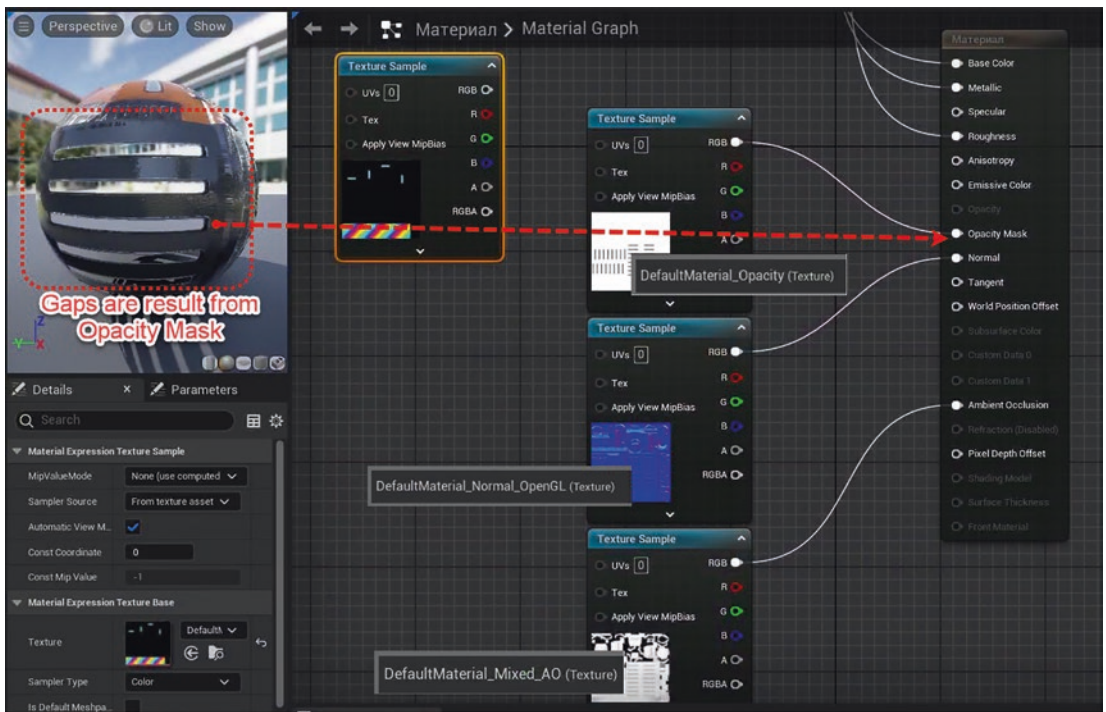 Perspective
Lit
Show
Материал > Material Graph
Gaps are result from
Opacity Mask
Z
Y
X
Details
×
Parameters
Search
Material Expression Texture Sample
MipValueMode
None (use computed
Sampler Source
From texture asset
Automatic View M..
Const Coordinate
0
Const Mip Value
-1
Material Expression Texture Base
Texture
Default\
Sampler Type
Color
Is Default Meshpa...
Texture Sample
UVs 0
RGB
Tex
R
Apply View MipBias
G
B
A
RGBA
Texture Sample
UVs 0
RGB
Tex
R
Apply View MipBias
G
B
A
DefaultMaterial_Opacity (Texture)
Texture Sample
UVs 0
RGB
Tex
R
Apply View MipBias
G
B
A
RGBA
DefaultMaterial_Normal_OpenGL (Texture)
Texture Sample
UVs 0
RGB
Tex
R
Apply View MipBias
G
B
A
RGBA
DefaultMaterial_Mixed_AO (Texture)
Материал
Base Color
Metallic
Specular
Roughness
Anisotropy
Emissive Color
Opacity
Opacity Mask
Normal
Tangent
World Position Offset
Subsurface Color
Custom Data 0
Custom Data 1
Ambient Occlusion
Refraction (Disabled)
Pixel Depth Offset
Shading Model
Surface Thickness
Front Material